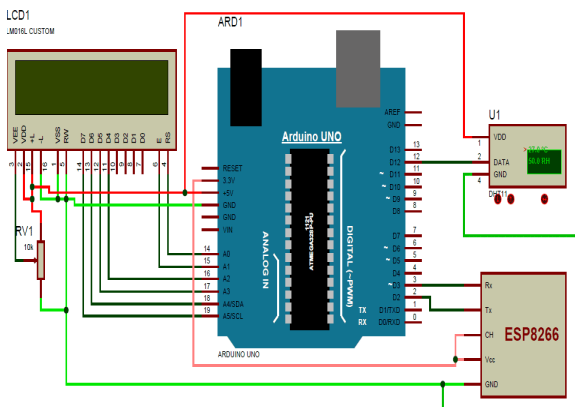 LCD1
LM016L CUSTOM
VEE
VDD
+L
-L
VSS
RW
D7
D6
D5
D4
D3
D2
D1
D0
E
RS
3
2
15
16
1
5
14
13
12
11
10
9
8
7
6
4
RV1
10k
ARD1
Arduino UNO
RESET
3.3V
+5V
GND
GND
VIN
AREF
GND
D13 13
D12 12
~ D11 11
~ D10 10
~ D9 9
D8 8
D7 7
~ D6 6
~ D5 5
D4 4
~ D3 3
D2 2
TX D1/TXD 1
RX D0/RXD 0
14 A0
15 A1
16 A2
17 A3
18 A4/SDA
19 A5/SCL
ANALOG IN
DIGITAL (~PWM)
1121
ATMEGA328P-PU
ARDUINO UNO
U1
1 VDD
2 DATA
4 GND
DHT11
ESP8266
Rx
Tx
CH
Vcc
GND